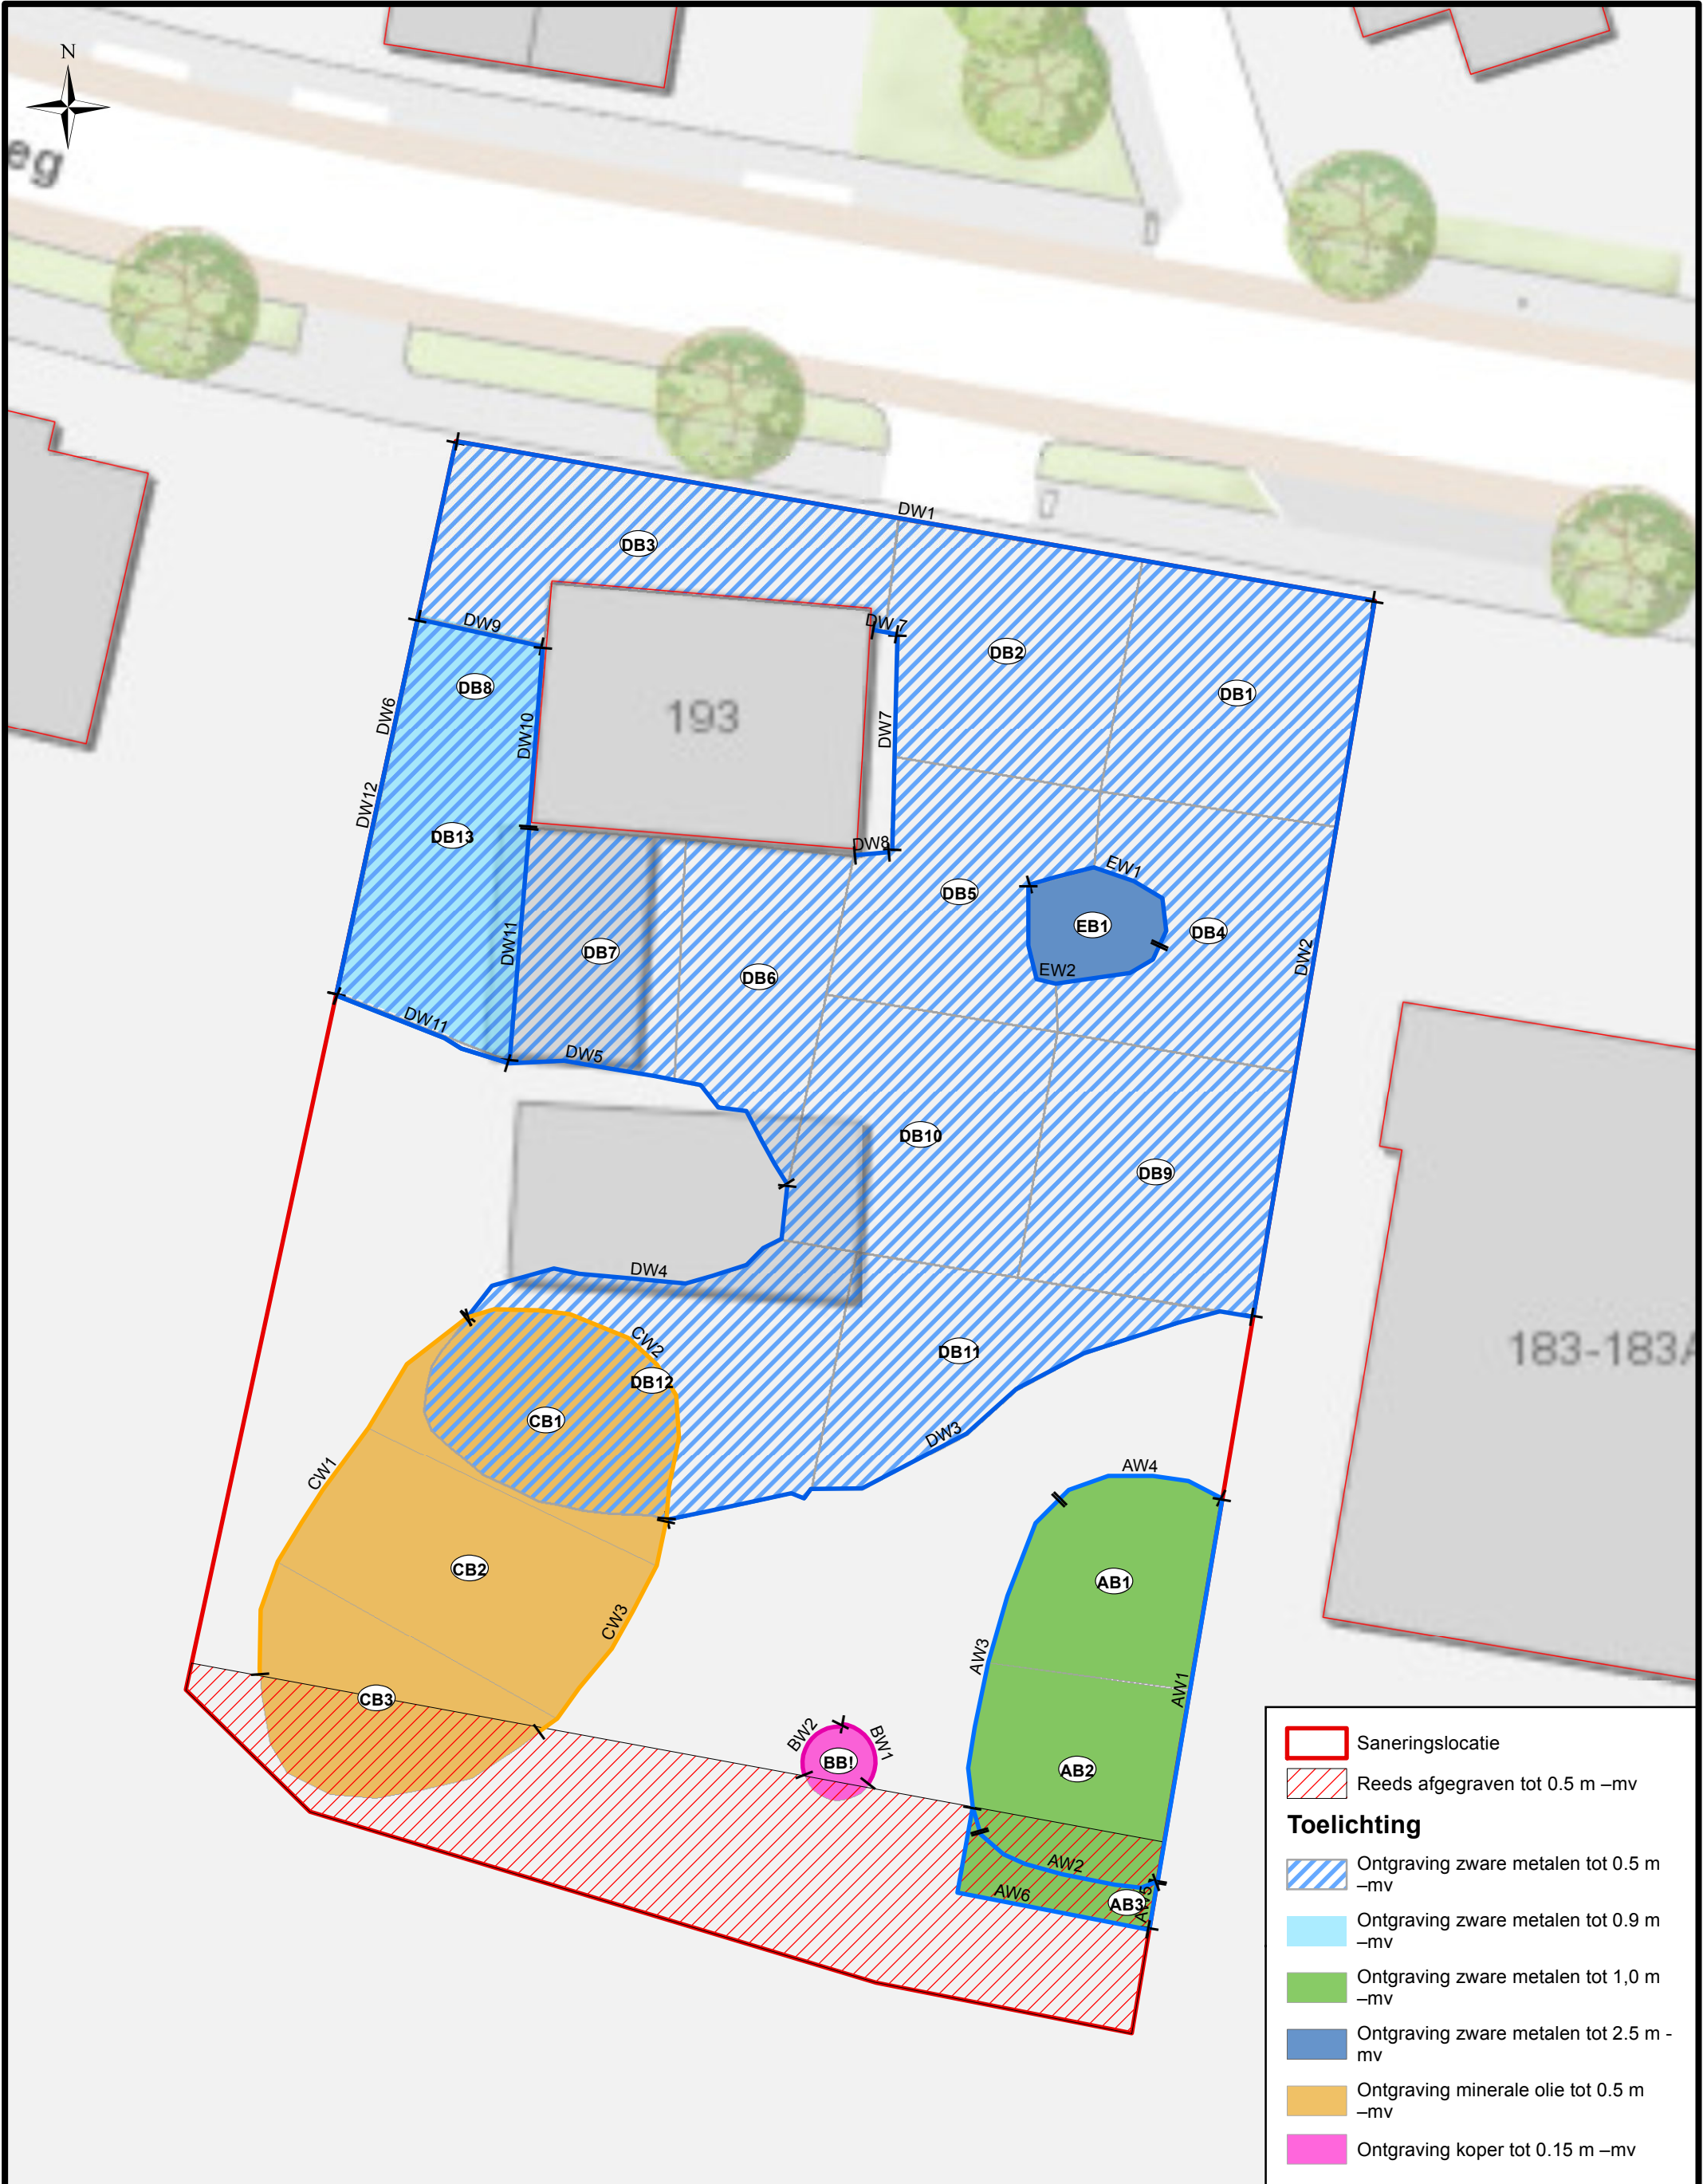 N
eg
DW1
DB3
DW9
DW 7
DB2
DB1
DB8
DW6
DW10
193
DW7
DW12
DB13
DW8
EW1
DB5
EB1
DB4
DW2
DW11
DB7
DB6
EW2
DW11
DW5
DB10
DB9
DW4
CW2
DB11
DB12
CB1
183-183A
DW3
CW1
AW4
CB2
AB1
CW3
AW3
AW1
CB3
BW2
BW1
BB!
AB2
AW2
AW6
AB3
AW5
Saneringslocatie
Reeds afgegraven tot 0.5 m –mv
Toelichting
Ontgraving zware metalen tot 0.5 m
–mv
Ontgraving zware metalen tot 0.9 m
–mv
Ontgraving zware metalen tot 1,0 m
–mv
Ontgraving zware metalen tot 2.5 m -
mv
Ontgraving minerale olie tot 0.5 m
–mv
Ontgraving koper tot 0.15 m –mv